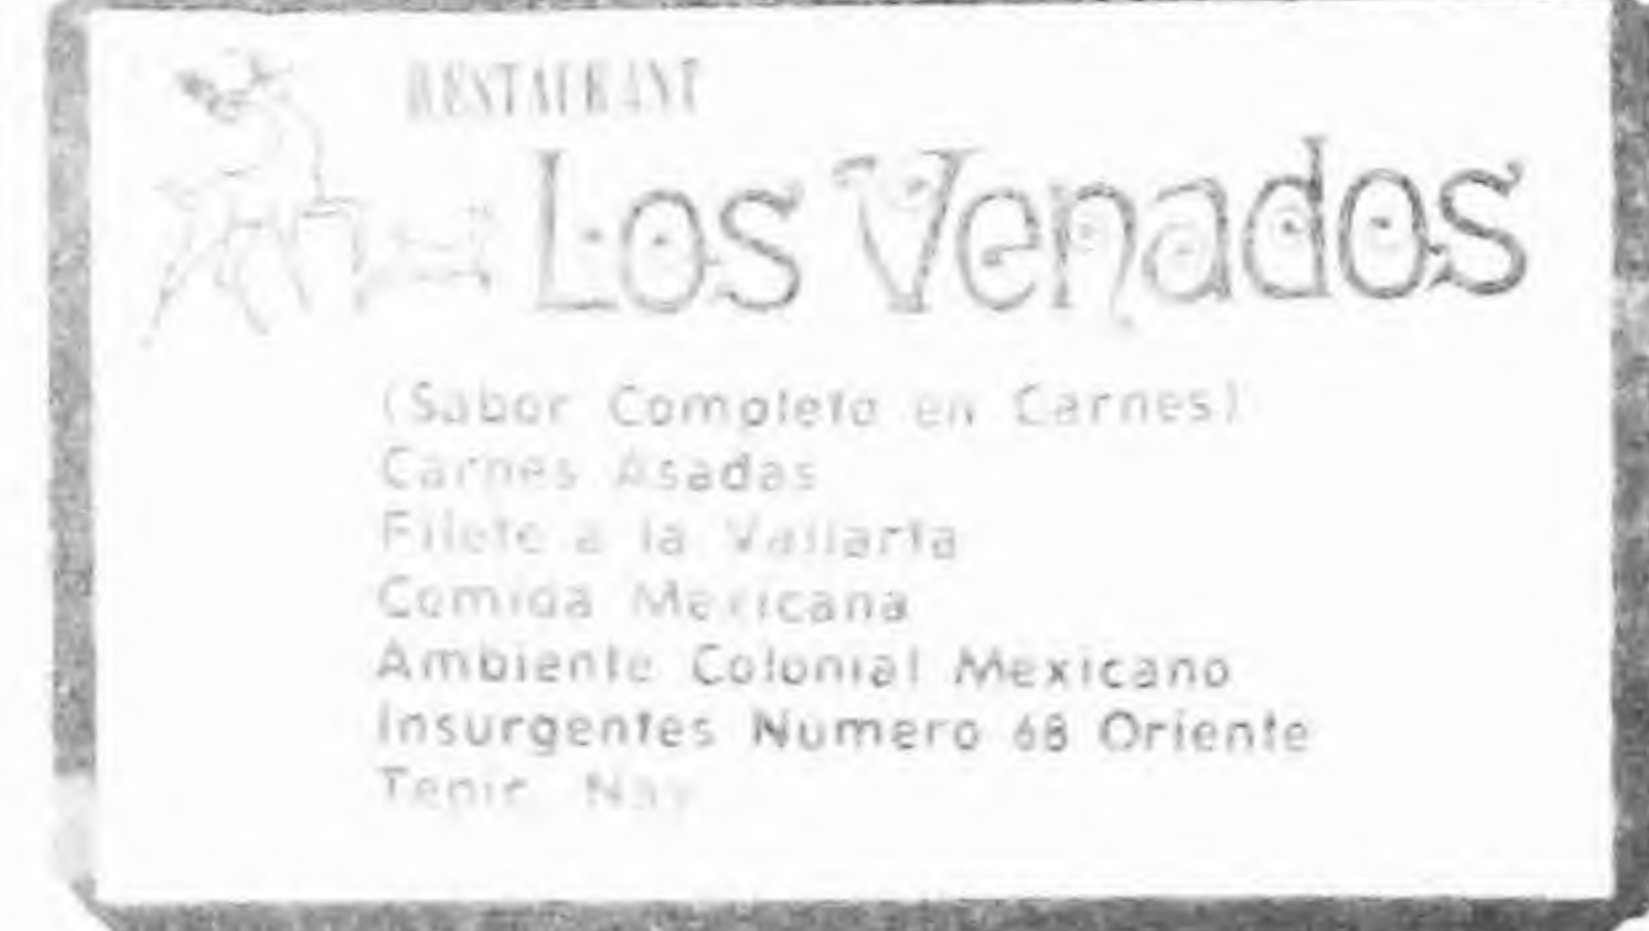 RESTAURANT
Los Venados
(Sabor Completo en Carnes)
Carnes Asadas
Filete a la Vallarta
Comida Mexicana
Ambiente Colonial Mexicano
Insurgentes Numero 68 Oriente
Tepic Nay